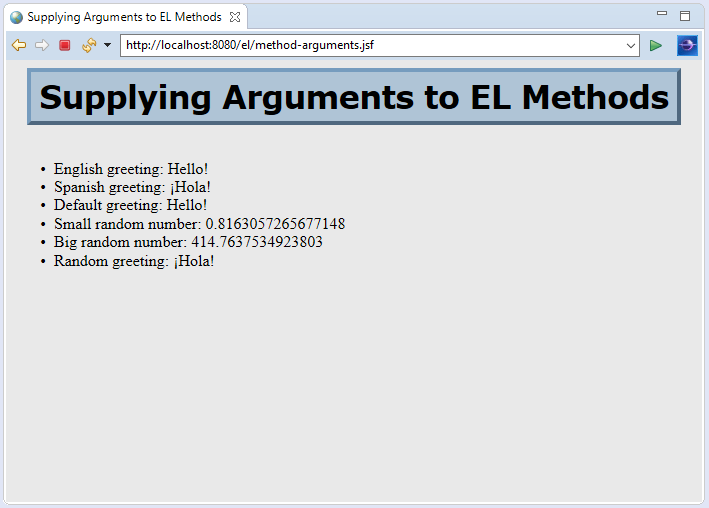 Supplying Arguments to EL Methods
http://localhost:8080/el/method-arguments.jsf
Supplying Arguments to EL Methods
• English greeting: Hello!
• Spanish greeting: ¡Hola!
• Default greeting: Hello!
• Small random number: 0.8163057265677148
• Big random number: 414.7637534923803
• Random greeting: ¡Hola!